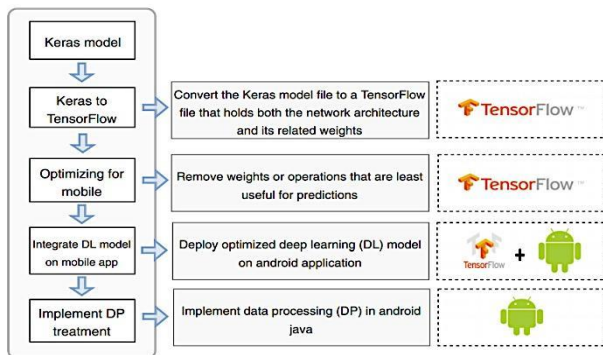 Keras model
Keras to
TensorFlow
Convert the Keras model file to a TensorFlow
file that holds both the network architecture
and its related weights
TensorFlow™
Optimizing for
mobile
Remove weights or operations that are least
useful for predictions
TensorFlow™
Integrate DL model
on mobile app
Deploy optimized deep learning (DL) model
on android application
TensorFlow
+
Implement DP
treatment
Implement data processing (DP) in android
java